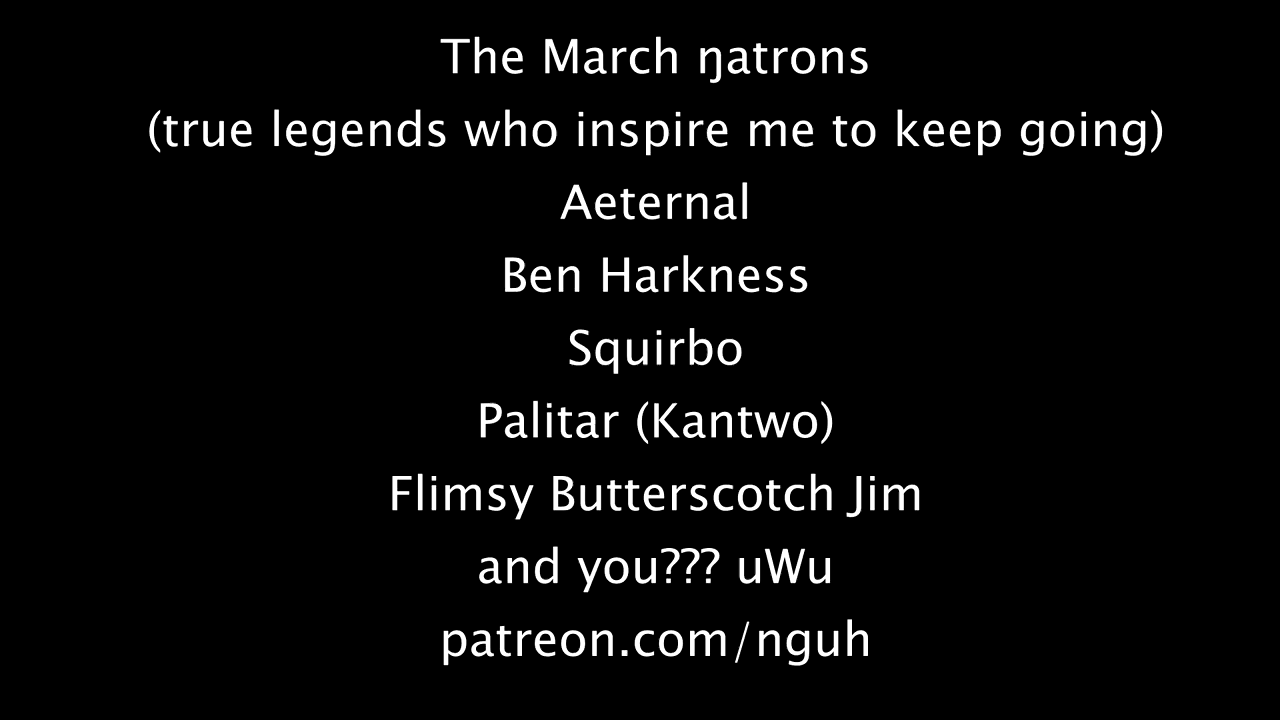 The March ŋatrons
(true legends who inspire me to keep going)
Aeternal
Ben Harkness
Squirbo
Palitar (Kantwo)
Flimsy Butterscotch Jim
and you??? uWu
patreon.com/nguh